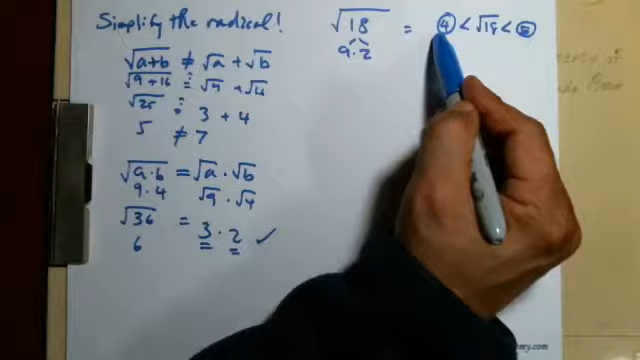 Simplify the radical!
√(a+b) ≠ √a + √b
√(9+16) = √9 + √16
√25 = 3 + 4
5 ≠ 7
√(a·b) = √a · √b
9·4 √9 · √4
√36 = 3 · 2 ✓
6
√18 = 4 < √18 < 5
9·2